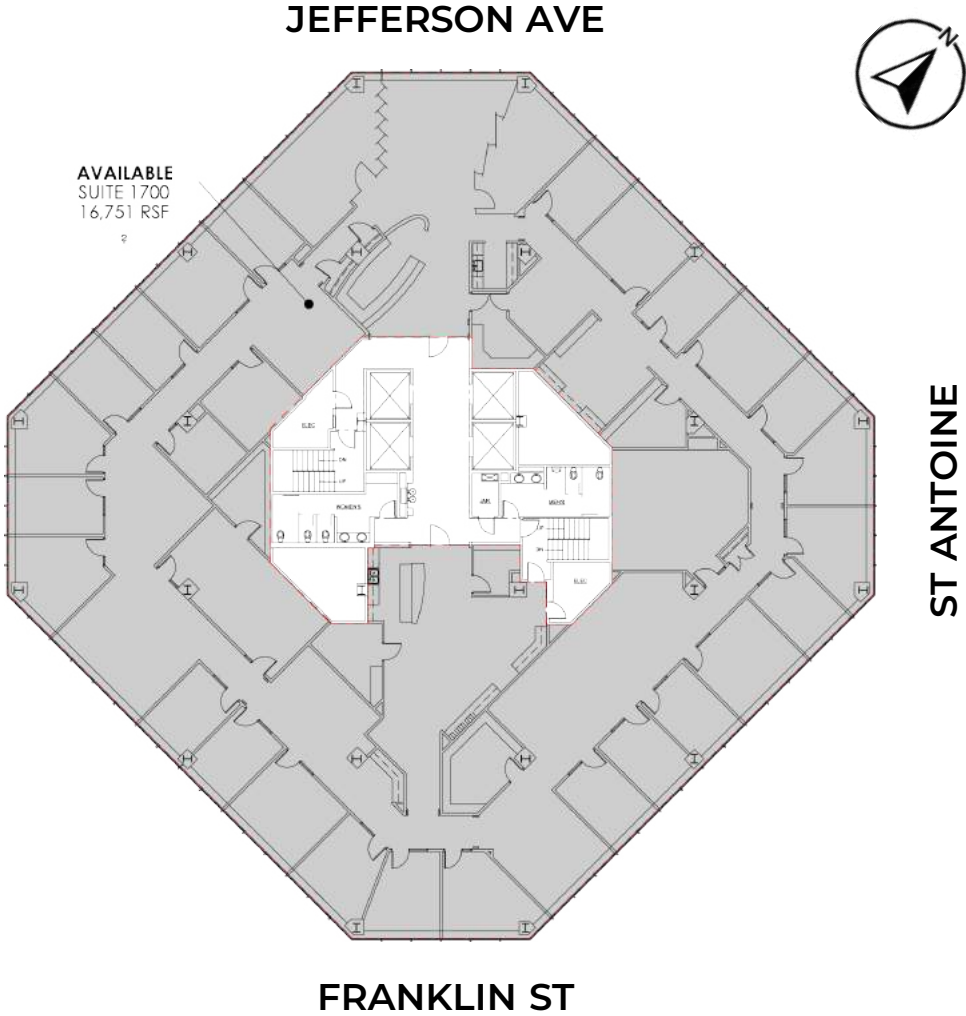 JEFFERSON AVE
N
AVAILABLE
SUITE 1700
16,751 RSF
?
ELEC
DN
UP
WOMEN'S
JAN.
MEN'S
UP
DN
ELEC
ST ANTOINE
FRANKLIN ST